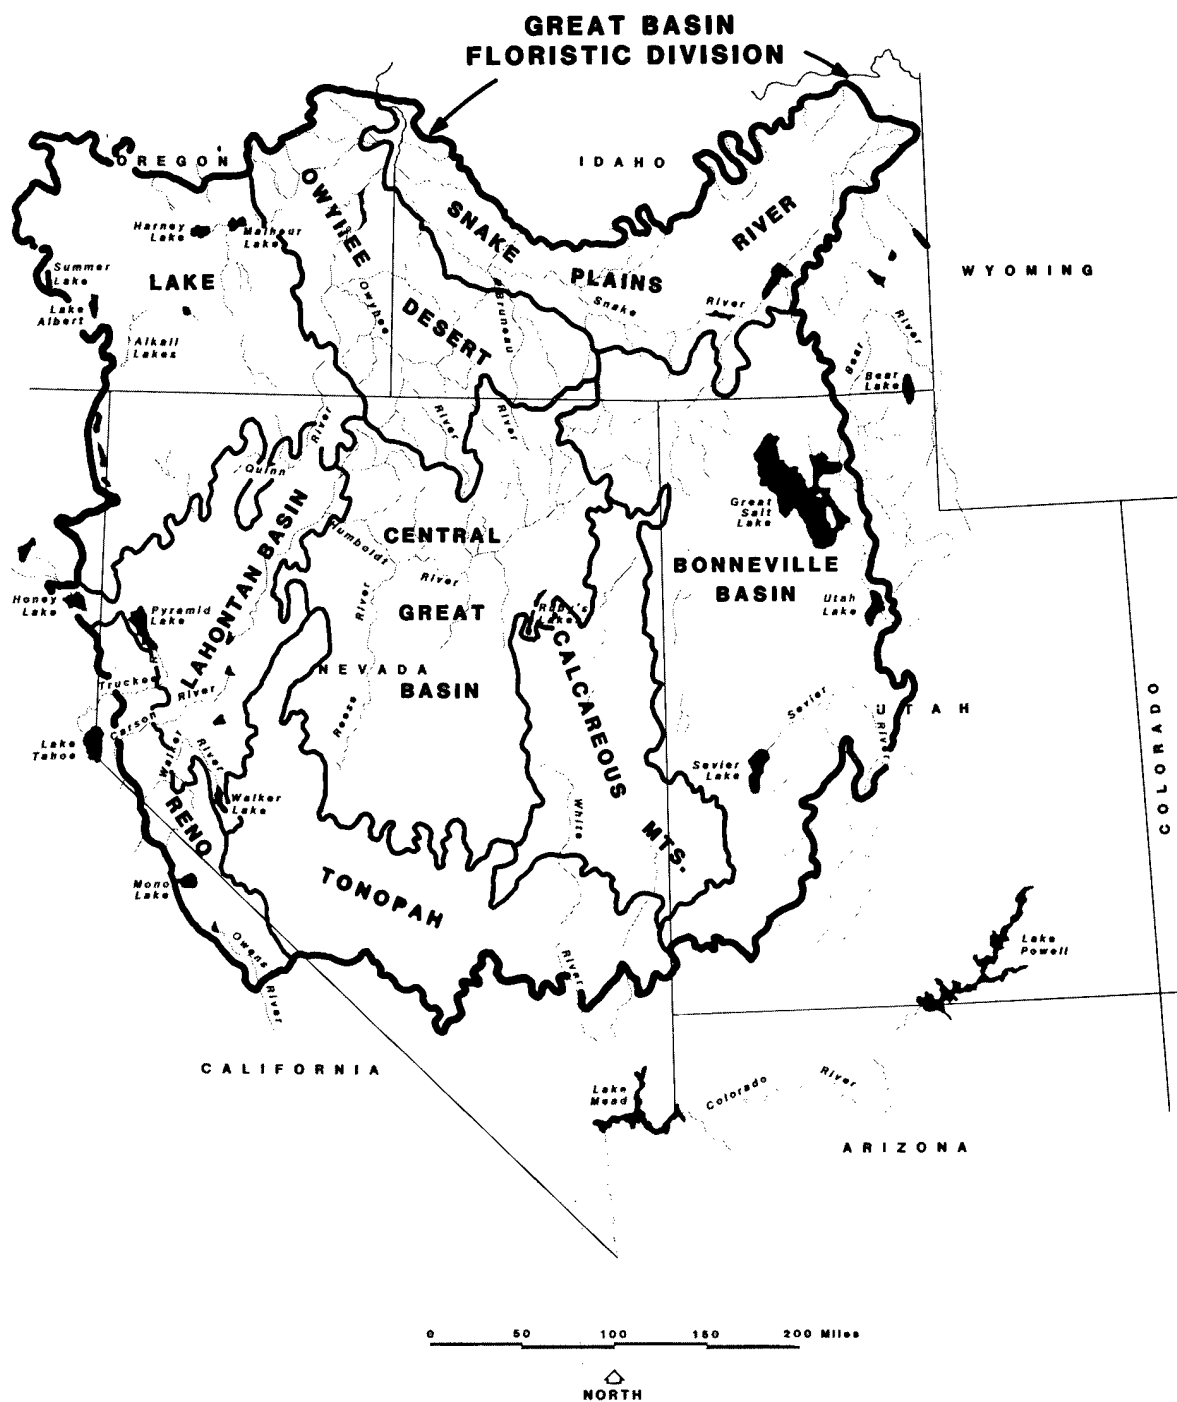 GREAT BASIN
FLORISTIC DIVISION
OREGON
IDAHO
OWYHEE
SNAKE
RIVER
Harney
Lake
Malheur
Lake
WYOMING
Summer
Lake
LAKE
PLAINS
Owyhee
DESERT
Bruneau
Snake
River
Lake
Albert
River
Alkali
Lakes
Bear
Bear
Lake
River
River
River
Quinn
Great
Salt
Lake
LAHONTAN BASIN
Humboldt
CENTRAL
River
BONNEVILLE
BASIN
Honey
Lake
Pyramid
Lake
River
GREAT
Ruby's
Lake
Utah
Lake
CALCAREOUS
NEVADA
Truckee
River
BASIN
Sevier
UTAH
COLORADO
Carson
Reese
River
Lake
Tahoe
Walker
River
Sevier
Lake
Walker
Lake
RENO
White
MTS.
Mono
Lake
TONOPAH
Owens
River
River
Lake
Powell
CALIFORNIA
Lake
Mead
Colorado
River
ARIZONA
0 50 100 150 200 Miles
NORTH